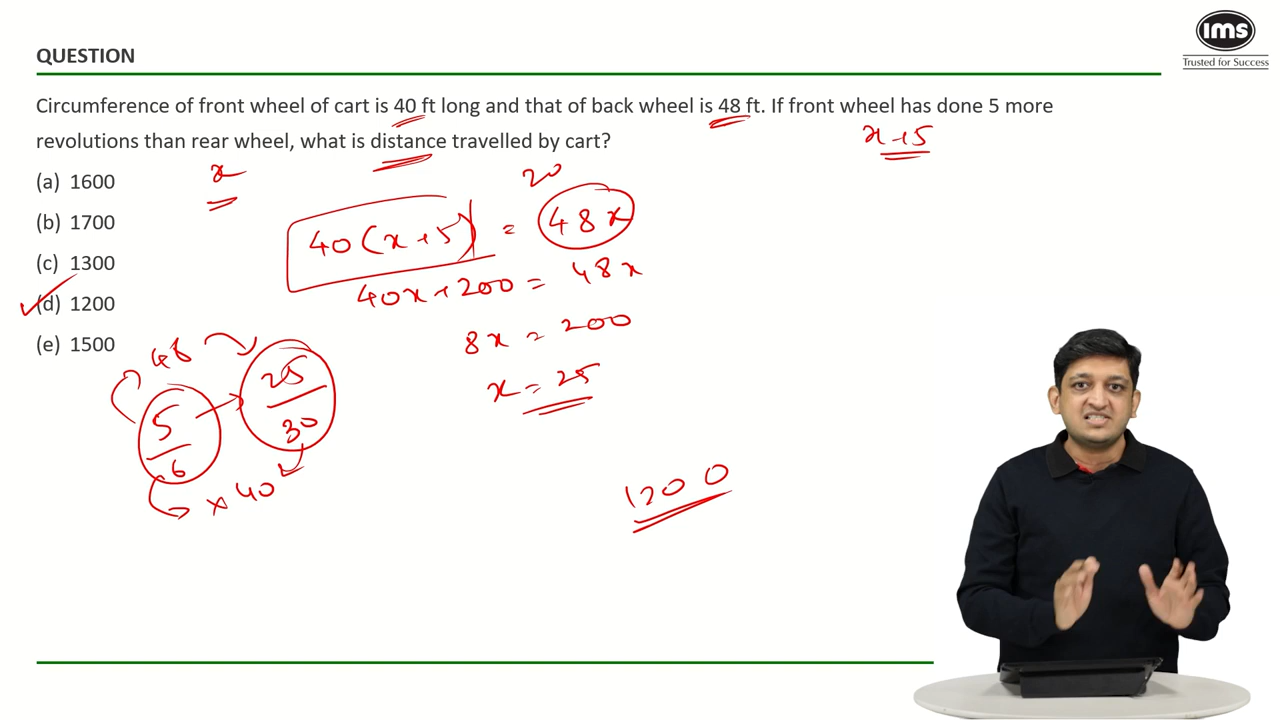 ims
Trusted for Success
QUESTION
Circumference of front wheel of cart is 40 ft long and that of back wheel is 48 ft. If front wheel has done 5 more
revolutions than rear wheel, what is distance travelled by cart?
x+5
x
(a) 1600
(b) 1700
(c) 1300
(d) 1200
(e) 1500
20
40(x+5) = 48x
40x+200 = 48x
8x = 200
x = 25
48
5/6 → 25/30
x 40
1200